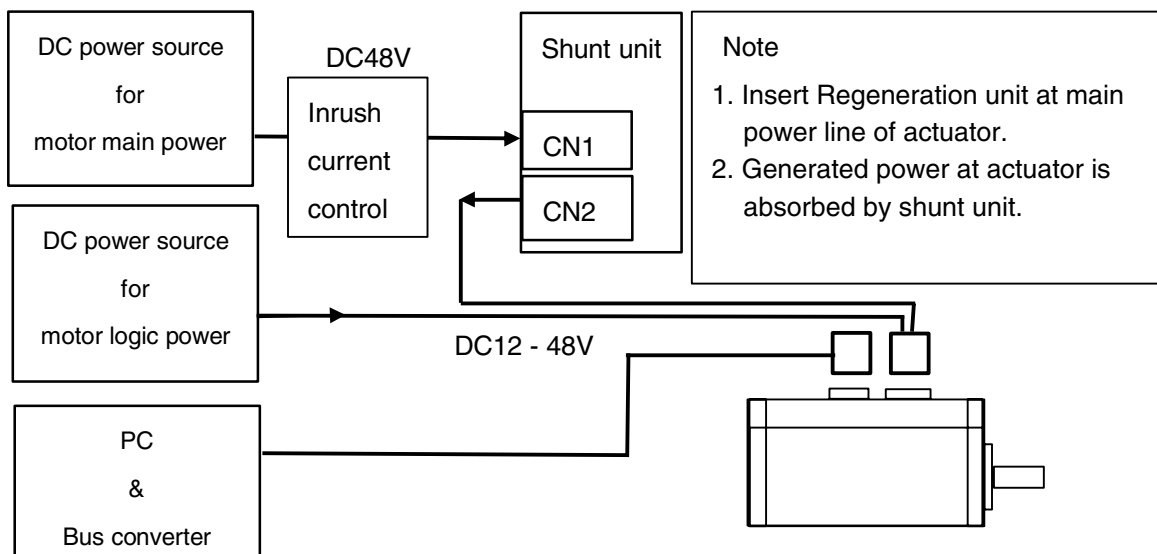 DC power source
for
motor main power
DC48V
Inrush
current
control
Shunt unit
CN1
CN2
Note
1. Insert Regeneration unit at main
power line of actuator.
2. Generated power at actuator is
absorbed by shunt unit.
DC power source
for
motor logic power
DC12 - 48V
PC
&
Bus converter